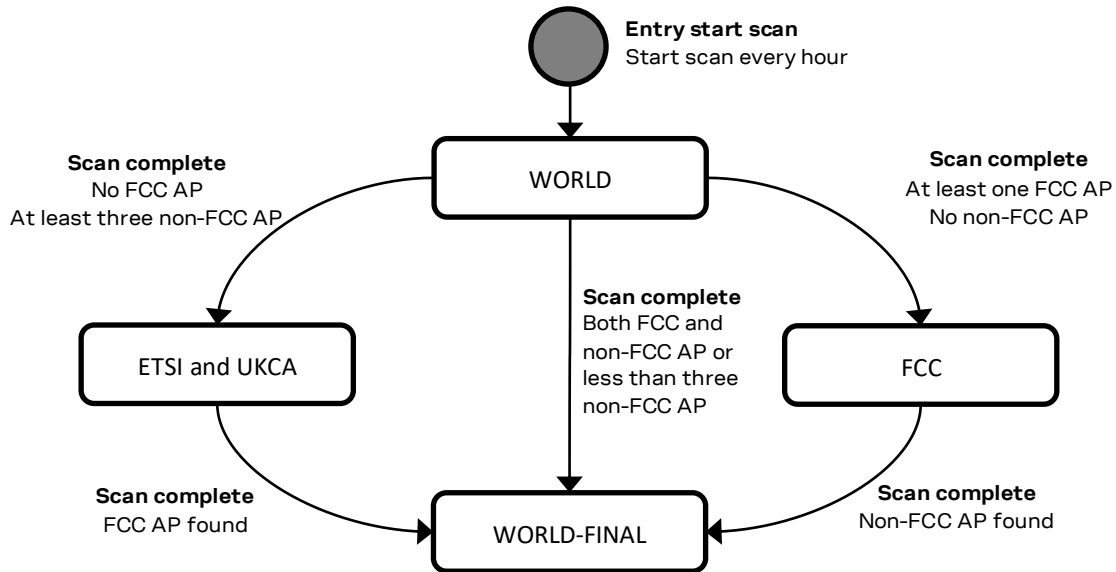 Entry start scan
Start scan every hour
WORLD
Scan complete
No FCC AP
At least three non-FCC AP
Scan complete
At least one FCC AP
No non-FCC AP
Scan complete
Both FCC and
non-FCC AP or
less than three
non-FCC AP
ETSI and UKCA
FCC
Scan complete
FCC AP found
Scan complete
Non-FCC AP found
WORLD-FINAL